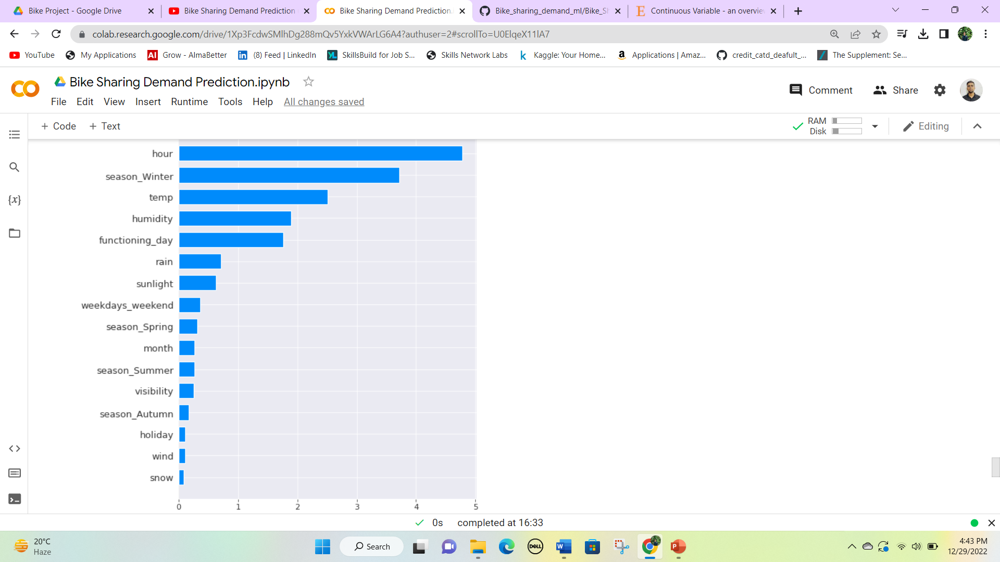 Bike Project - Google Drive
Bike Sharing Demand Prediction
Bike Sharing Demand Prediction.
Bike_sharing_demand_ml/Bike_Sh
Continuous Variable - an overview
colab.research.google.com/drive/1Xp3FcdwSMlhDg288mQv5YxkVWArLG6A4?authuser=2#scrollTo=U0ElqeX11lA7
YouTube
My Applications
AI Grow - AlmaBetter
in (8) Feed | LinkedIn
SkillsBuild for Job S...
Skills Network Labs
k Kaggle: Your Home...
a Applications | Amaz...
credit_catd_deafult_...
The Supplement: Se...
Bike Sharing Demand Prediction.ipynb
Comment
Share
File Edit View Insert Runtime Tools Help All changes saved
+ Code + Text
RAM
Disk
Editing
{x}
hour
season_Winter
temp
humidity
functioning_day
rain
sunlight
weekdays_weekend
season_Spring
month
season_Summer
visibility
season_Autumn
holiday
wind
snow
0 1 2 3 4 5
0s completed at 16:33
20°C
Haze
Search
DELL
W
P
4:43 PM
12/29/2022